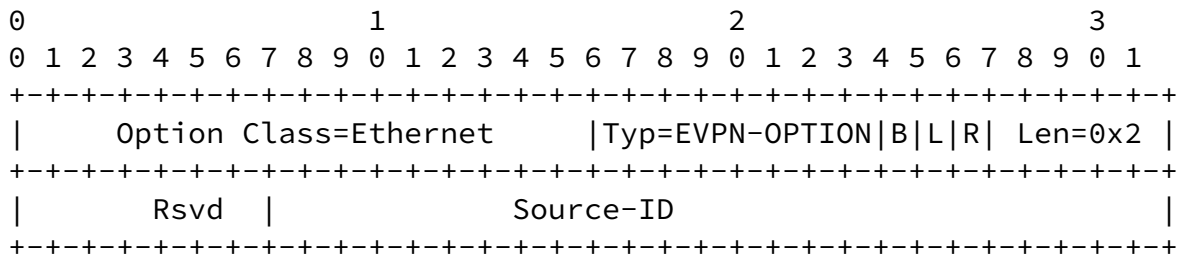 0                   1                   2                   3
0 1 2 3 4 5 6 7 8 9 0 1 2 3 4 5 6 7 8 9 0 1 2 3 4 5 6 7 8 9 0 1
+-+-+-+-+-+-+-+-+-+-+-+-+-+-+-+-+-+-+-+-+-+-+-+-+-+-+-+-+-+-+-+-+
|     Option Class=Ethernet     |Typ=EVPN-OPTION|B|L|R| Len=0x2 |
+-+-+-+-+-+-+-+-+-+-+-+-+-+-+-+-+-+-+-+-+-+-+-+-+-+-+-+-+-+-+-+-+
|       Rsvd  |             Source-ID                           |
+-+-+-+-+-+-+-+-+-+-+-+-+-+-+-+-+-+-+-+-+-+-+-+-+-+-+-+-+-+-+-+-+